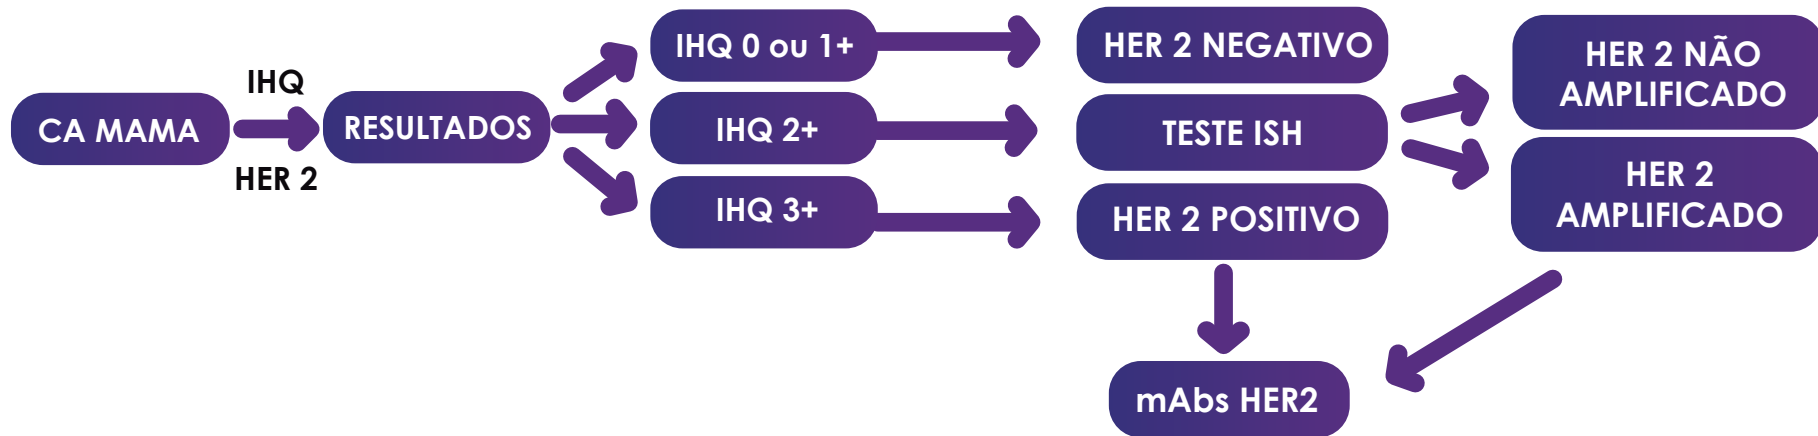 CA MAMA
IHQ
HER 2
RESULTADOS
IHQ 0 ou 1+
IHQ 2+
IHQ 3+
HER 2 NEGATIVO
TESTE ISH
HER 2 POSITIVO
HER 2 NÃO
AMPLIFICADO
HER 2
AMPLIFICADO
mAbs HER2